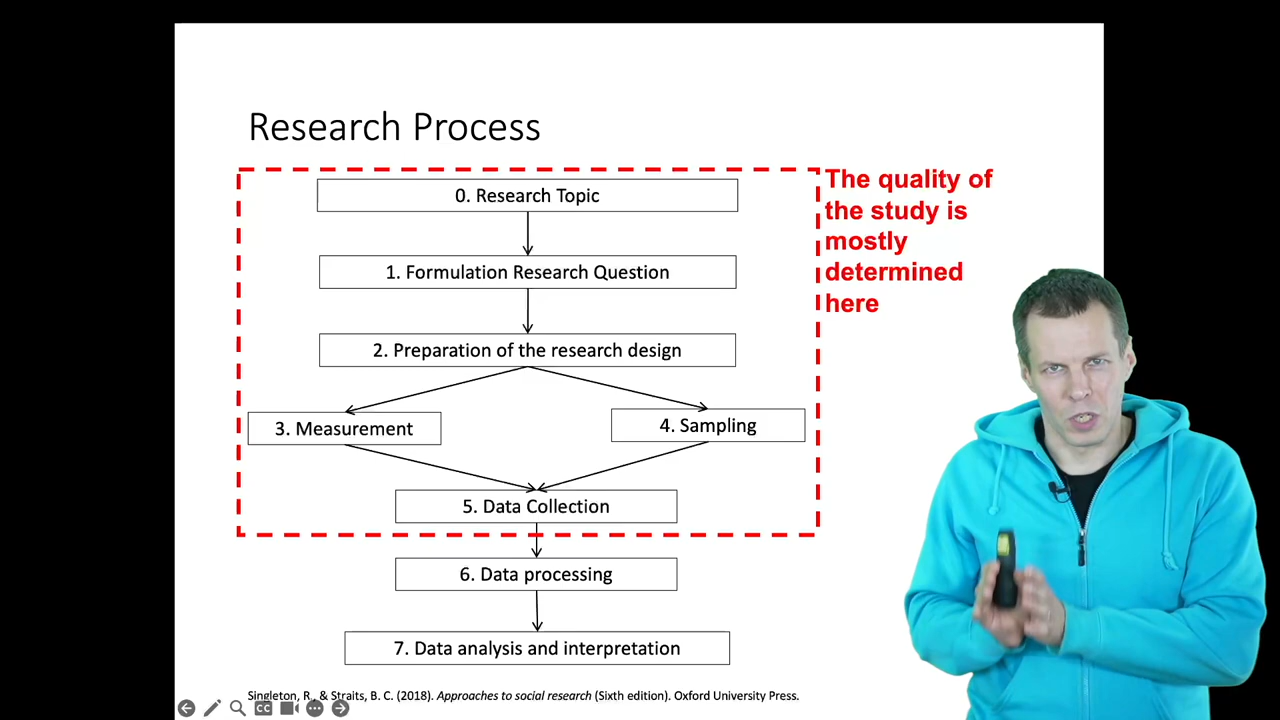 Research Process
0. Research Topic
The quality of
the study is
mostly
determined
here
1. Formulation Research Question
2. Preparation of the research design
3. Measurement
4. Sampling
5. Data Collection
6. Data processing
7. Data analysis and interpretation
Singleton, R., & Straits, B. C. (2018). Approaches to social research (Sixth edition). Oxford University Press.
CC